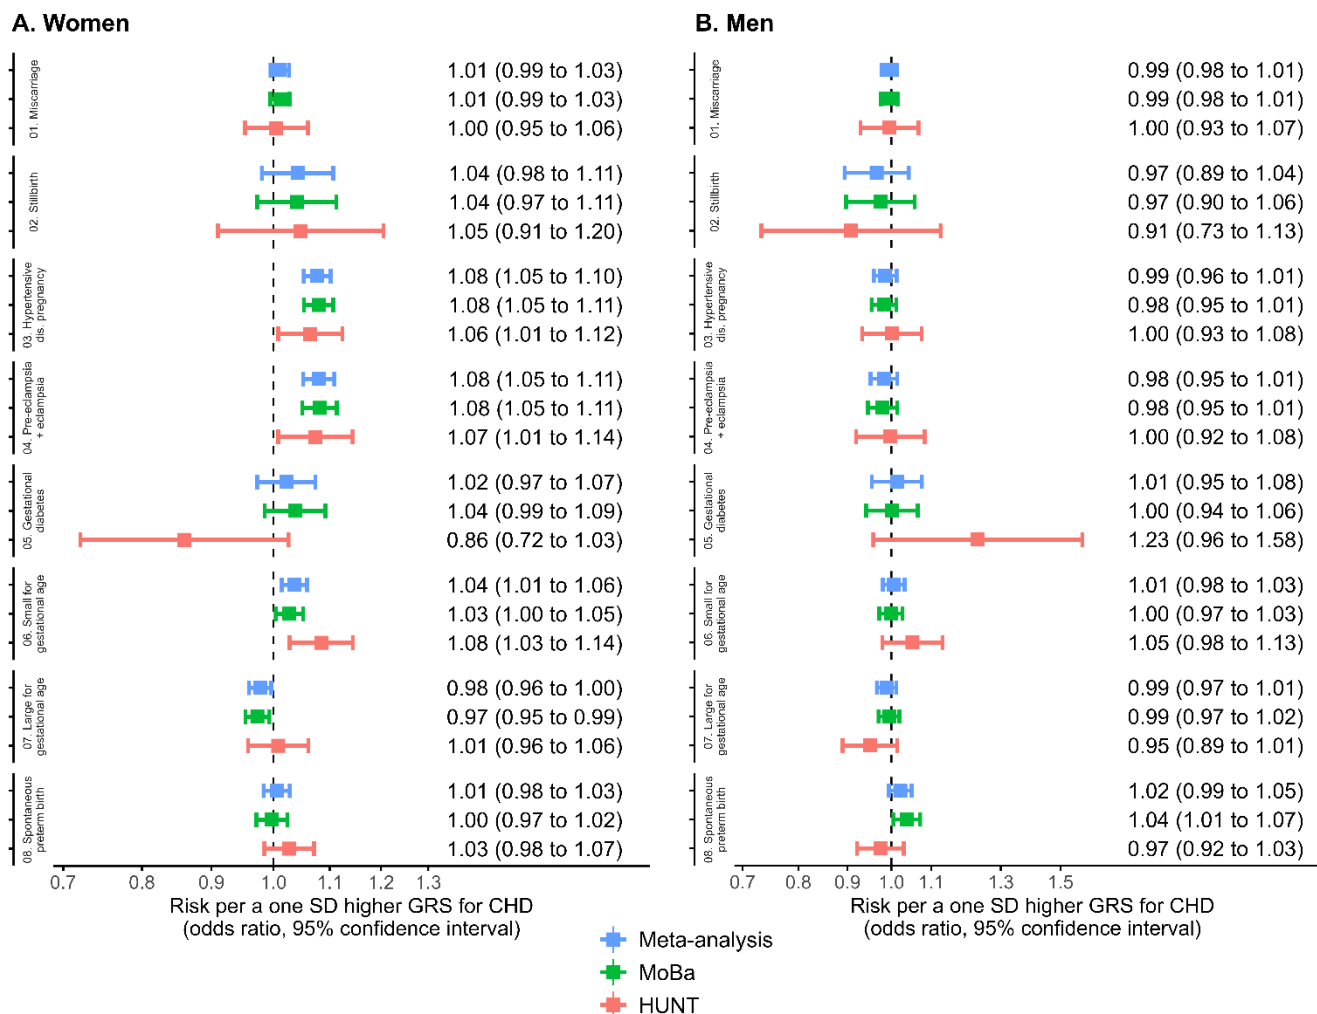 A. Women
01. Miscarriage
1.01 (0.99 to 1.03)
1.01 (0.99 to 1.03)
1.00 (0.95 to 1.06)
02. Stillbirth
1.04 (0.98 to 1.11)
1.04 (0.97 to 1.11)
1.05 (0.91 to 1.20)
03. Hypertensive
dis. pregnancy
1.08 (1.05 to 1.10)
1.08 (1.05 to 1.11)
1.06 (1.01 to 1.12)
04. Pre-eclampsia
+ eclampsia
1.08 (1.05 to 1.11)
1.08 (1.05 to 1.11)
1.07 (1.01 to 1.14)
05. Gestational
diabetes
1.02 (0.97 to 1.07)
1.04 (0.99 to 1.09)
0.86 (0.72 to 1.03)
06. Small for
gestational age
1.04 (1.01 to 1.06)
1.03 (1.00 to 1.05)
1.08 (1.03 to 1.14)
07. Large for
gestational age
0.98 (0.96 to 1.00)
0.97 (0.95 to 0.99)
1.01 (0.96 to 1.06)
08. Spontaneous
preterm birth
1.01 (0.98 to 1.03)
1.00 (0.97 to 1.02)
1.03 (0.98 to 1.07)
0.7 0.8 0.9 1.0 1.1 1.2 1.3
Risk per a one SD higher GRS for CHD
(odds ratio, 95% confidence interval)
B. Men
01. Miscarriage
0.99 (0.98 to 1.01)
0.99 (0.98 to 1.01)
1.00 (0.93 to 1.07)
02. Stillbirth
0.97 (0.89 to 1.04)
0.97 (0.90 to 1.06)
0.91 (0.73 to 1.13)
03. Hypertensive
dis. pregnancy
0.99 (0.96 to 1.01)
0.98 (0.95 to 1.01)
1.00 (0.93 to 1.08)
04. Pre-eclampsia
+ eclampsia
0.98 (0.95 to 1.01)
0.98 (0.95 to 1.01)
1.00 (0.92 to 1.08)
05. Gestational
diabetes
1.01 (0.95 to 1.08)
1.00 (0.94 to 1.06)
1.23 (0.96 to 1.58)
06. Small for
gestational age
1.01 (0.98 to 1.03)
1.00 (0.97 to 1.03)
1.05 (0.98 to 1.13)
07. Large for
gestational age
0.99 (0.97 to 1.01)
0.99 (0.97 to 1.02)
0.95 (0.89 to 1.01)
08. Spontaneous
preterm birth
1.02 (0.99 to 1.05)
1.04 (1.01 to 1.07)
0.97 (0.92 to 1.03)
0.7 0.8 0.9 1.0 1.1 1.3 1.5
Risk per a one SD higher GRS for CHD
(odds ratio, 95% confidence interval)
Meta-analysis
MoBa
HUNT